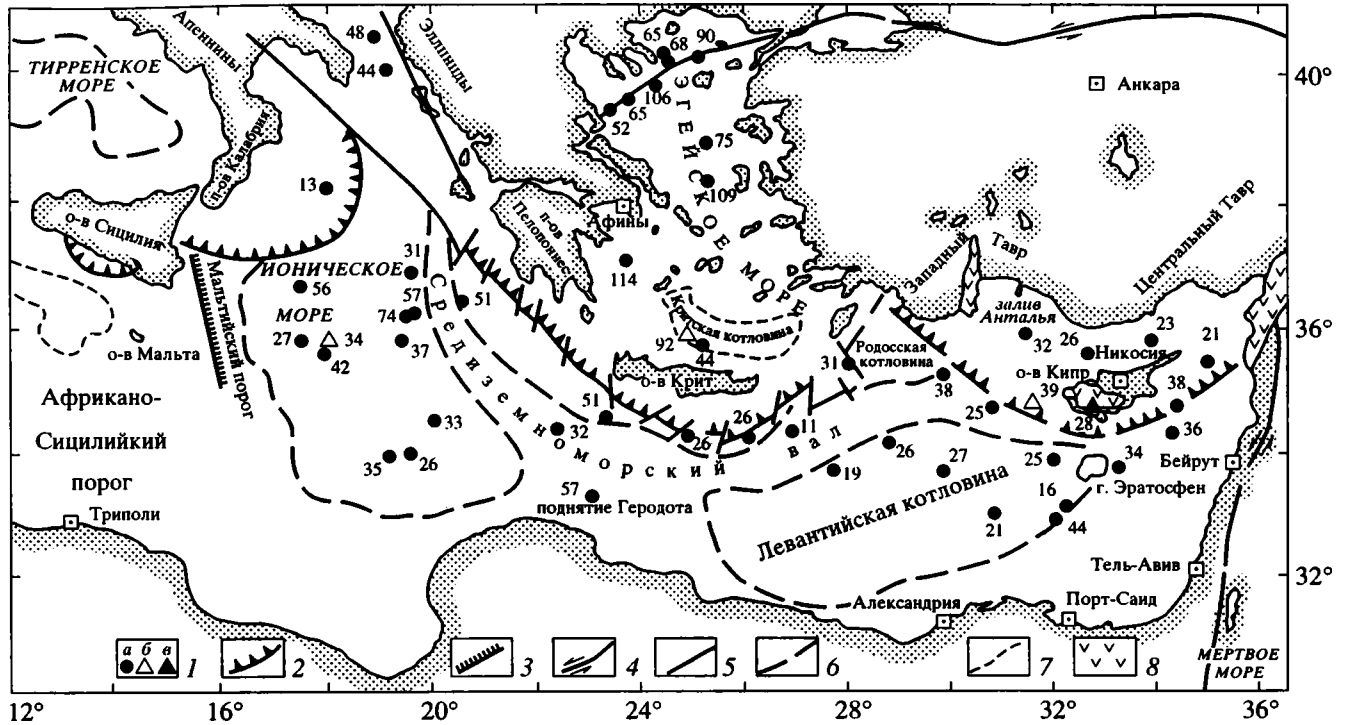 48
44
Апеннины
Эллиниды
65
68
90
ТИРРЕНСКОЕ
МОРЕ
40°
Анкара
106
65
52
п-ов Калабрия
75
ЭГЕЙСКОЕ МОРЕ
13
109
Афины
о-в Сицилия
п-ов
Пелопоннес
Западный
Тавр
Центральный Тавр
114
ИОНИЧЕСКОЕ
МОРЕ
31
56
57
51
74
Мальтийский порог
Критская котловина
залив
Анталья
36°
27
34
42
37
92
44
32
26
23
21
Никосия
о-в Мальта
Родосская
котловина
31
о-в Крит
о-в Кипр
38
39
38
Африкано-
Сицилийкий
порог
Средиземноморский вал
51
25
28
33
32
26
26
11
36
35
26
19
26
27
25
34
Бейрут
г. Эратосфен
57
поднятие Геродота
16
Триполи
Левантийская котловина
21
44
Тель-Авив
32°
Александрия
Порт-Саид
а б в
1
2
3
4
5
6
7
8
МЕРТВОЕ
МОРЕ
12°
16°
20°
24°
28°
32°
36°